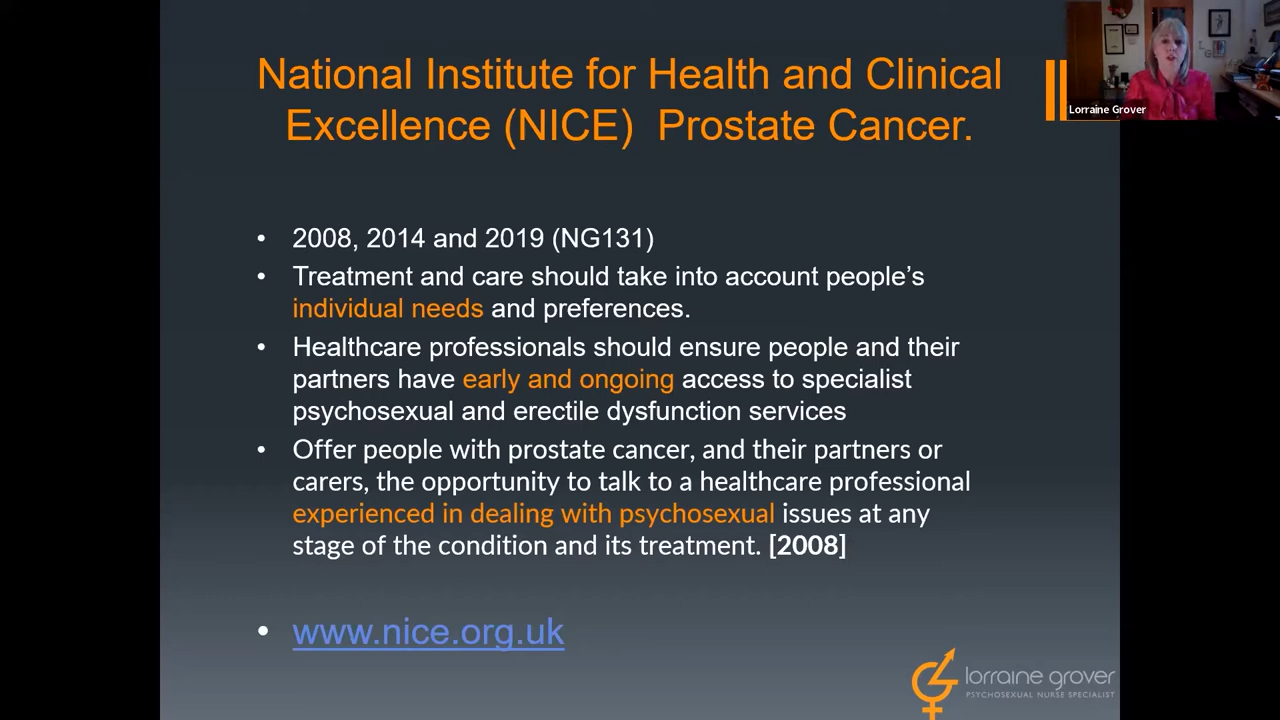 National Institute for Health and Clinical
Excellence (NICE)  Prostate Cancer.
Lorraine Grover
• 2008, 2014 and 2019 (NG131)
• Treatment and care should take into account people’s
individual needs and preferences.
• Healthcare professionals should ensure people and their
partners have early and ongoing access to specialist
psychosexual and erectile dysfunction services
• Offer people with prostate cancer, and their partners or
carers, the opportunity to talk to a healthcare professional
experienced in dealing with psychosexual issues at any
stage of the condition and its treatment. [2008]
• www.nice.org.uk
lorraine grover
PSYCHOSEXUAL NURSE SPECIALIST